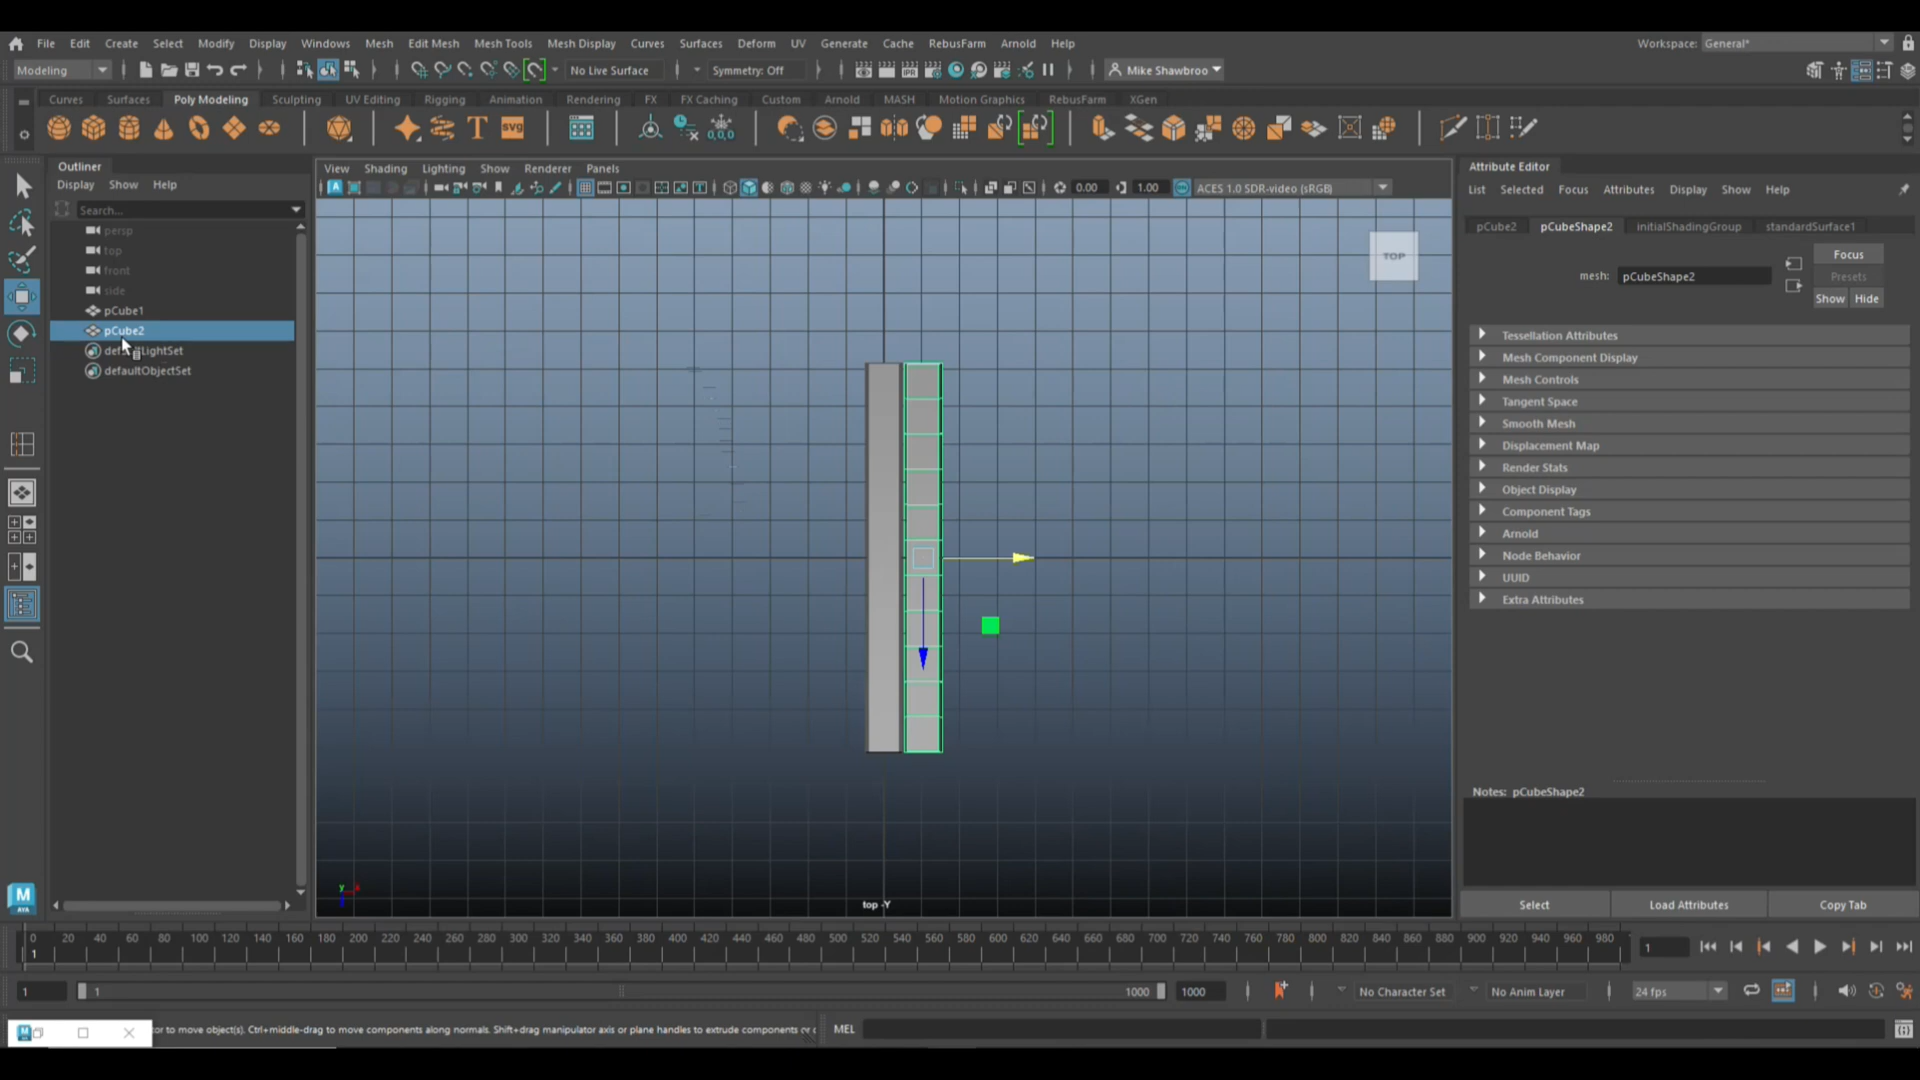 File Edit Create Select Modify Display Windows Mesh Edit Mesh Mesh Tools Mesh Display Curves Surfaces Deform UV Generate Cache RebusFarm Arnold Help Workspace: General*
Modeling No Live Surface Symmetry: Off IPR Mike Shawbroo
Curves Surfaces Poly Modeling Sculpting UV Editing Rigging Animation Rendering FX FX Caching Custom Arnold MASH Motion Graphics RebusFarm XGen
T SVG 0,0,0
Outliner
Display Show Help
Search...
persp
top
front
side
pCube1
pCube2
defaultObjectSet
View Shading Lighting Show Renderer Panels
0.00 1.00 ACES 1.0 SDR-video (sRGB)
TOP
y
top -Y
Attribute Editor
List Selected Focus Attributes Display Show Help
pCube2 pCubeShape2 initialShadingGroup standardSurface1
mesh: pCubeShape2
Focus
Presets
Show Hide
Tessellation Attributes
Mesh Component Display
Mesh Controls
Tangent Space
Smooth Mesh
Displacement Map
Render Stats
Object Display
Component Tags
Arnold
Node Behavior
UUID
Extra Attributes
Notes: pCubeShape2
Select Load Attributes Copy Tab
M
0 20 40 60 80 100 120 140 160 180 200 220 240 260 280 300 320 340 360 380 400 420 440 460 480 500 520 540 560 580 600 620 640 660 680 700 720 740 760 780 800 820 840 860 880 900 920 940 960 980
1 1
1 1 1000 1000 No Character Set No Anim Layer 24 fps
to move object(s). Ctrl+middle-drag to move components along normals. Shift+drag manipulator axis or plane handles to extrude components or MEL